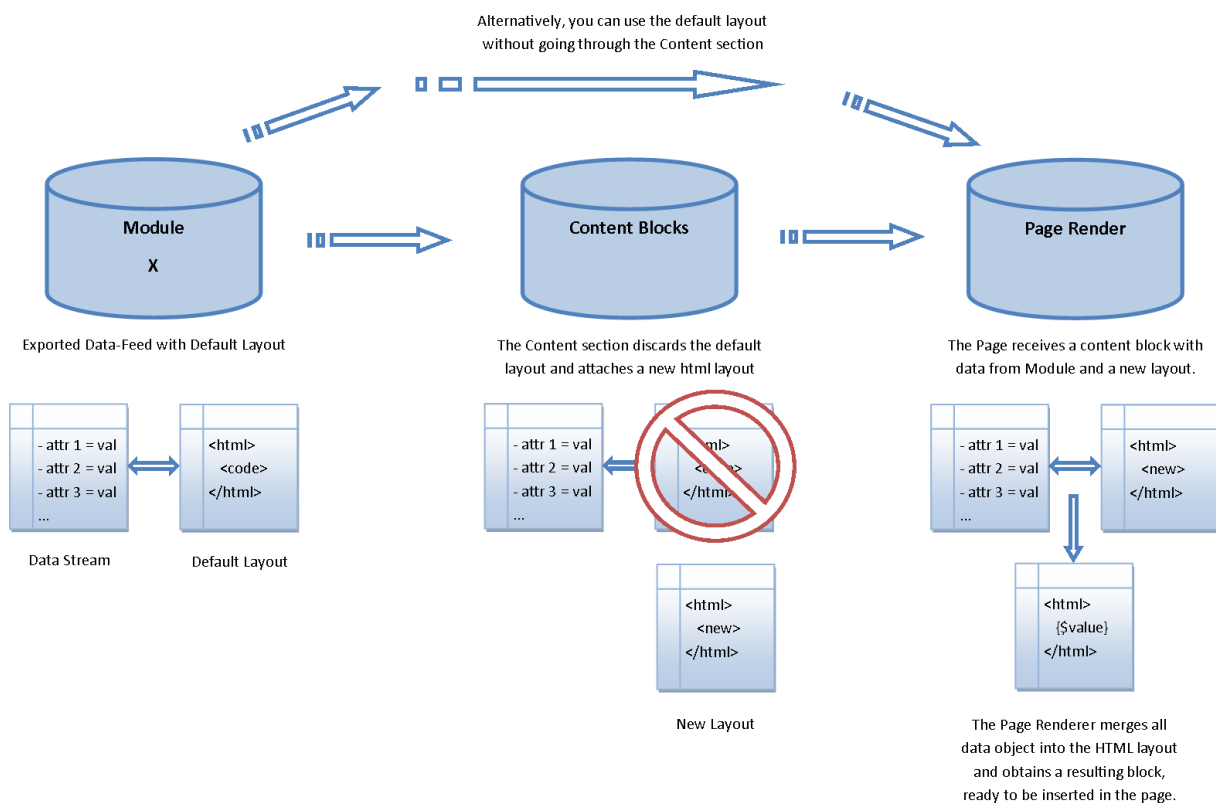 Alternatively, you can use the default layout
without going through the Content section
Module
X
Content Blocks
Page Render
Exported Data-Feed with Default Layout
The Content section discards the default
layout and attaches a new html layout
The Page receives a content block with
data from Module and a new layout.
- attr 1 = val
- attr 2 = val
- attr 3 = val
...
<html>
<code>
</html>
Data Stream
Default Layout
- attr 1 = val
- attr 2 = val
- attr 3 = val
...
</html>
<html>
<new>
</html>
New Layout
- attr 1 = val
- attr 2 = val
- attr 3 = val
...
<html>
<new>
</html>
<html>
{$value}
</html>
The Page Renderer merges all
data object into the HTML layout
and obtains a resulting block,
ready to be inserted in the page.